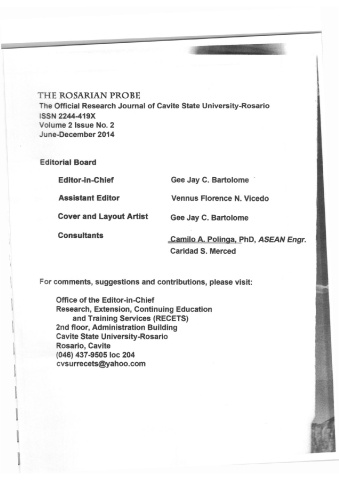 THE ROSARIAN PROBE
The Official Research Journal of Cavite State University-Rosario
ISSN 2244-419X
Volume 2 Issue No. 2
June-December 2014
Editorial Board
Editor-in-Chief Gee Jay C. Bartolome
Assistant Editor Vennus Florence N. Vicedo
Cover and Layout Artist Gee Jay C. Bartolome
Consultants Camilo A. Polinga, PhD, ASEAN Engr.
Caridad S. Merced
For comments, suggestions and contributions, please visit:
Office of the Editor-in-Chief
Research, Extension, Continuing Education
and Training Services (RECETS)
2nd floor, Administration Building
Cavite State University-Rosario
Rosario, Cavite
(046) 437-9505 loc 204
cvsurrecets@yahoo.com